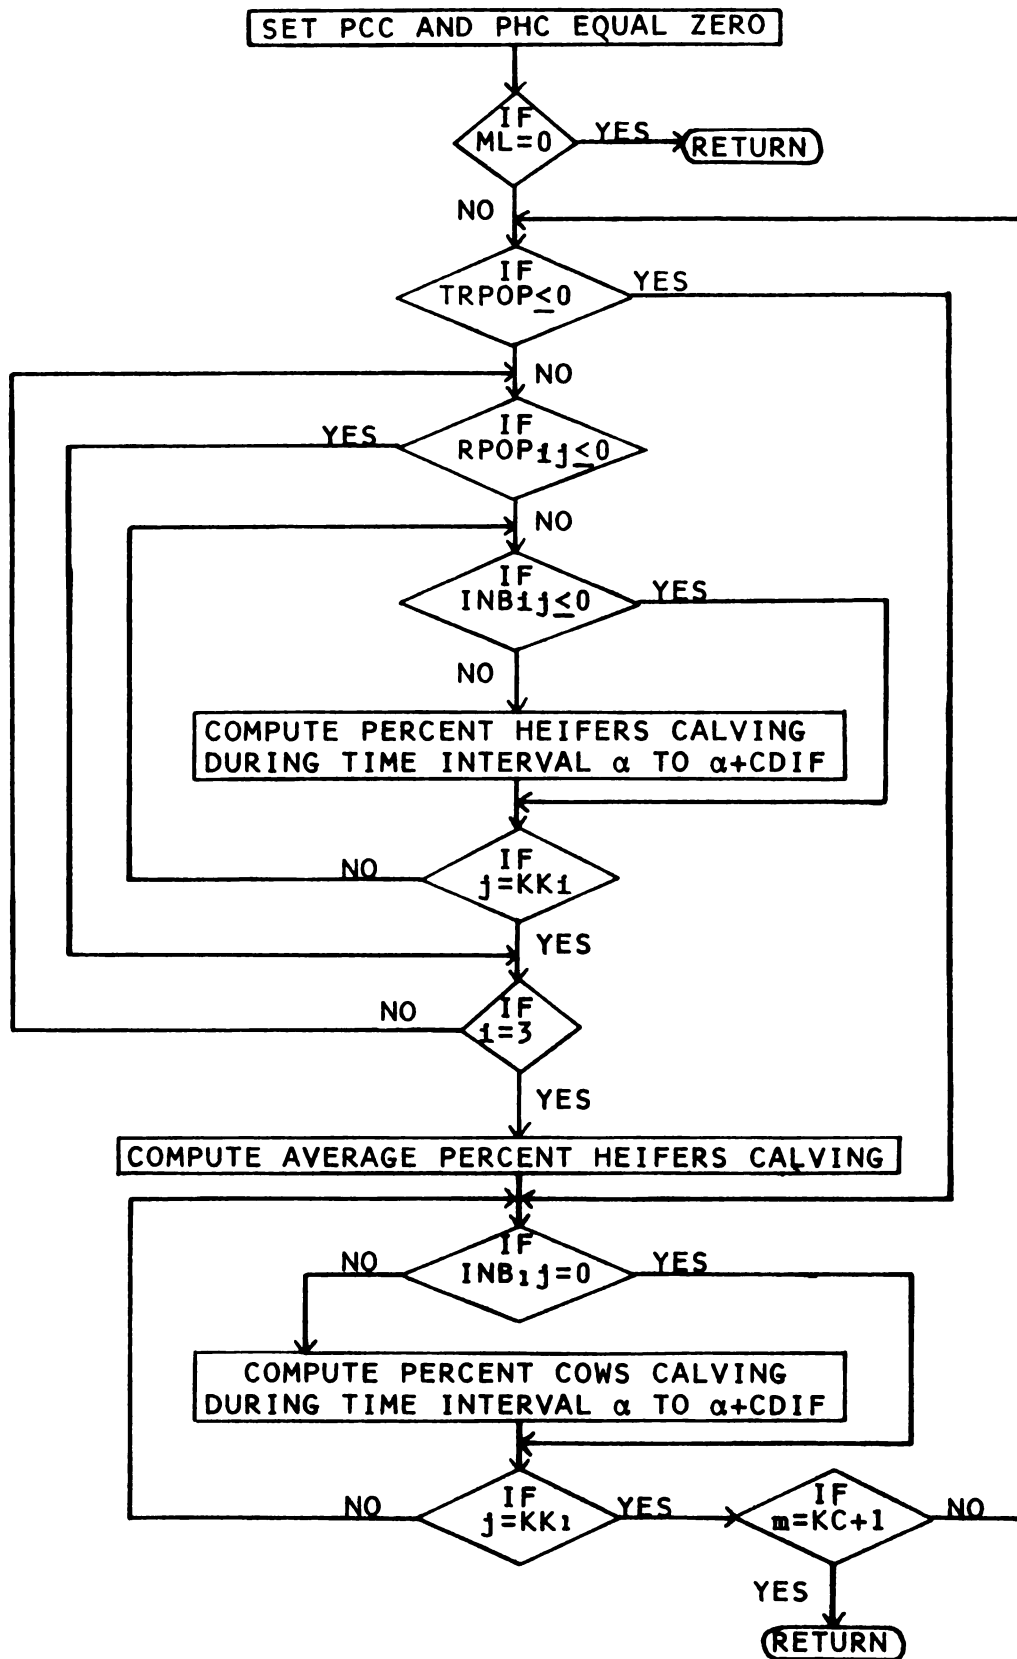 SET PCC AND PHC EQUAL ZERO
IF
ML=0
YES
RETURN
NO
IF
TRPOP≤0
YES
NO
IF
RPOPij≤0
YES
NO
IF
INBij≤0
YES
NO
COMPUTE PERCENT HEIFERS CALVING
DURING TIME INTERVAL α TO α+CDIF
IF
j=KKi
NO
YES
IF
i=3
NO
YES
COMPUTE AVERAGE PERCENT HEIFERS CALVING
IF
INB1j=0
NO
YES
COMPUTE PERCENT COWS CALVING
DURING TIME INTERVAL α TO α+CDIF
IF
j=KK1
NO
YES
IF
m=KC+1
NO
YES
RETURN